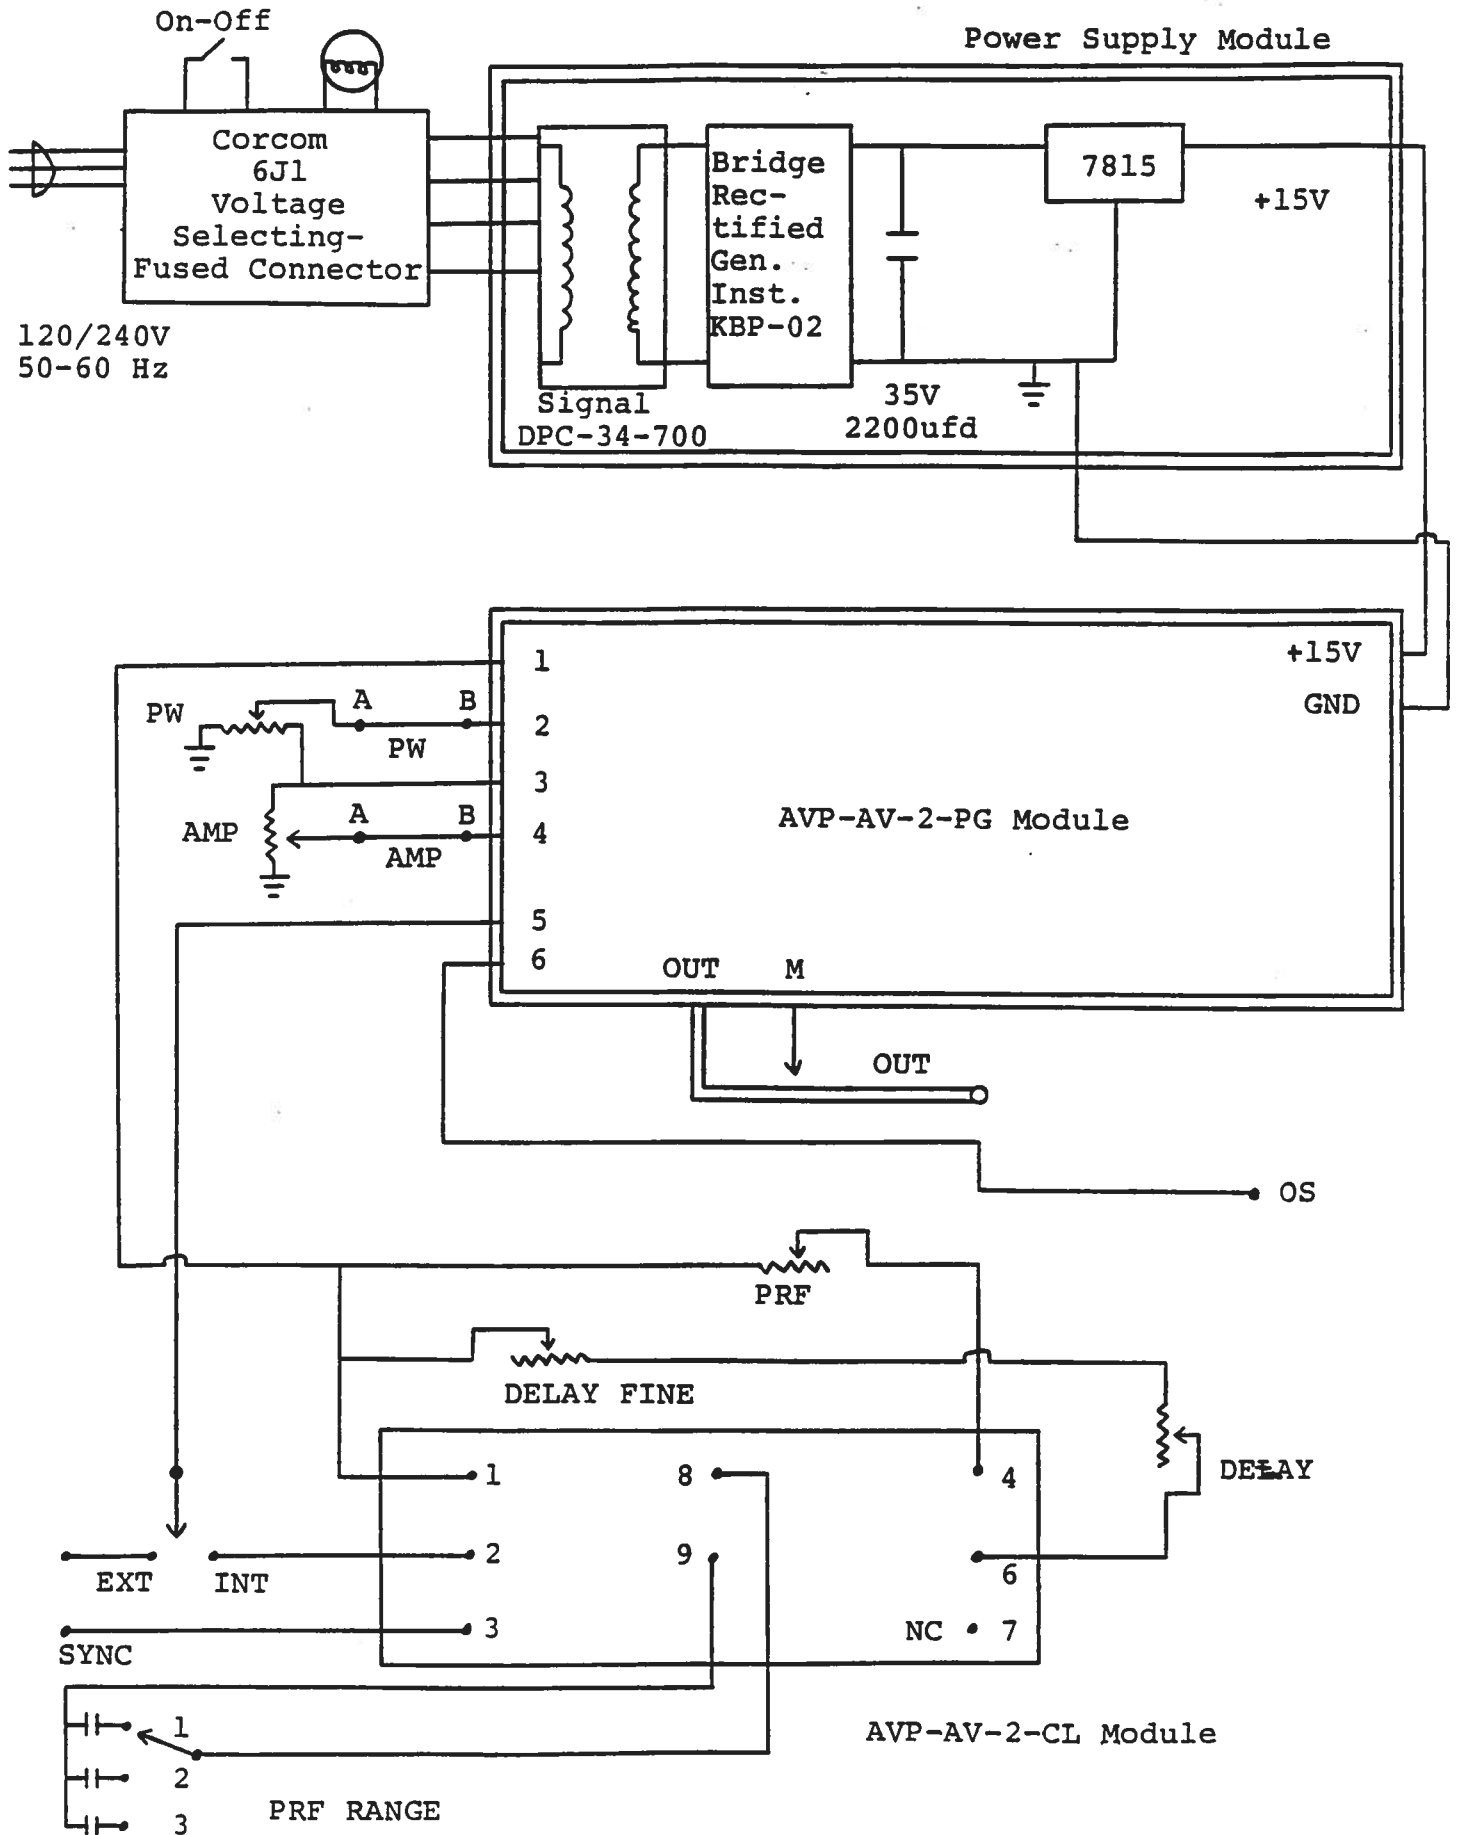 On-Off
Power Supply Module
Corcom
6J1
Voltage
Selecting-
Fused Connector
120/240V
50-60 Hz
Signal
DPC-34-700
Bridge
Rec-
tified
Gen.
Inst.
KBP-02
35V
2200ufd
7815
+15V
1
+15V
GND
PW
A
B
PW
2
3
AMP
A
B
AMP
4
AVP-AV-2-PG Module
5
6
OUT
M
OUT
OS
PRF
DELAY FINE
DELAY
1
8
4
2
9
6
EXT
INT
3
NC
7
SYNC
AVP-AV-2-CL Module
1
2
3
PRF RANGE